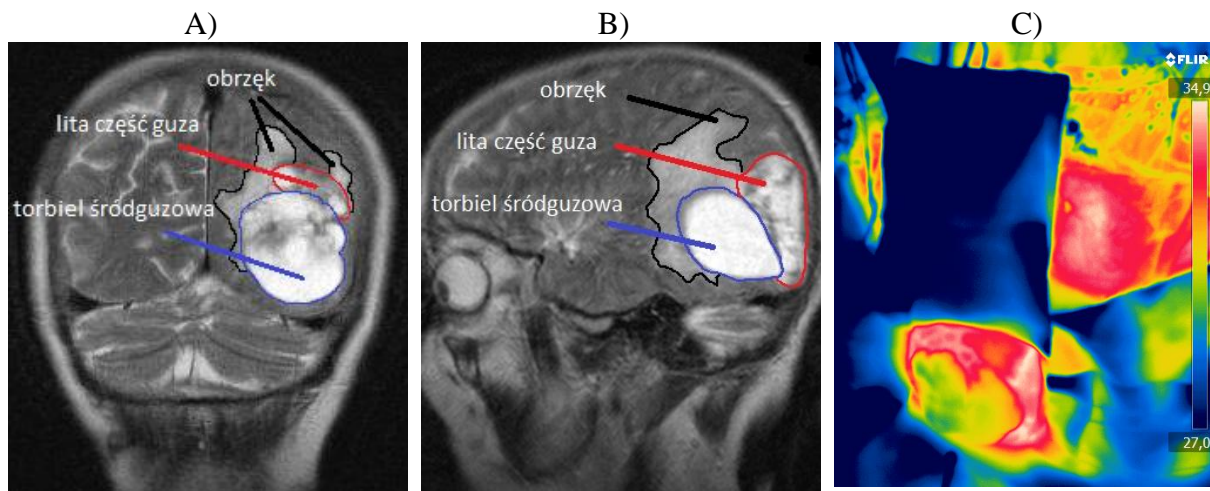 A)
B)
C)
obrzęk
lita część guza
torbiel śródguzowa
obrzęk
lita część guza
torbiel śródguzowa
FLIR
34,9
27,0